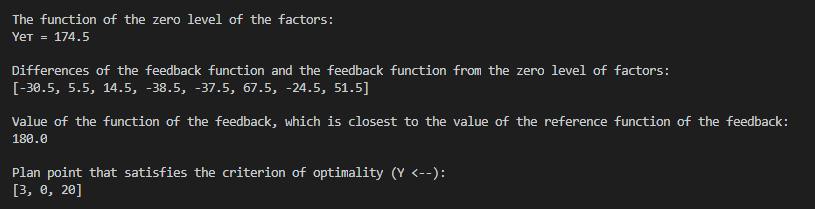 The function of the zero level of the factors:
Yет = 174.5
Differences of the feedback function and the feedback function from the zero level of factors:
[-30.5, 5.5, 14.5, -38.5, -37.5, 67.5, -24.5, 51.5]
Value of the function of the feedback, which is closest to the value of the reference function of the feedback:
180.0
Plan point that satisfies the criterion of optimality (Y <--):
[3, 0, 20]